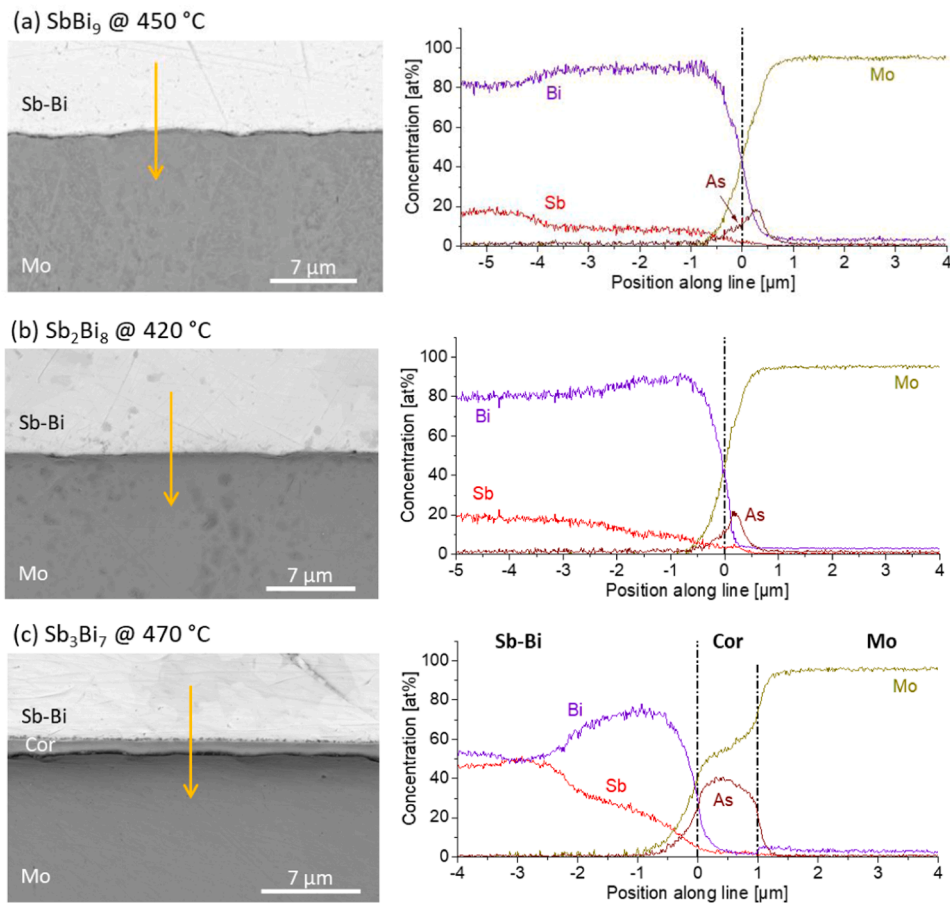 (a) SbBi₉ @ 450 °C
Sb-Bi
Mo
7 µm
Concentration [at%]
100
80
60
40
20
0
Bi
Mo
As
Sb
-5 -4 -3 -2 -1 0 1 2 3 4
Position along line [µm]
(b) Sb₂Bi₈ @ 420 °C
Sb-Bi
Mo
7 µm
Concentration [at%]
100
80
60
40
20
0
Bi
Mo
Sb
As
-5 -4 -3 -2 -1 0 1 2 3 4
Position along line [µm]
(c) Sb₃Bi₇ @ 470 °C
Sb-Bi
Cor
Mo
7 µm
Sb-Bi Cor Mo
Concentration [at%]
100
80
60
40
20
0
Mo
Bi
Sb
As
-4 -3 -2 -1 0 1 2 3 4
Position along line [µm]